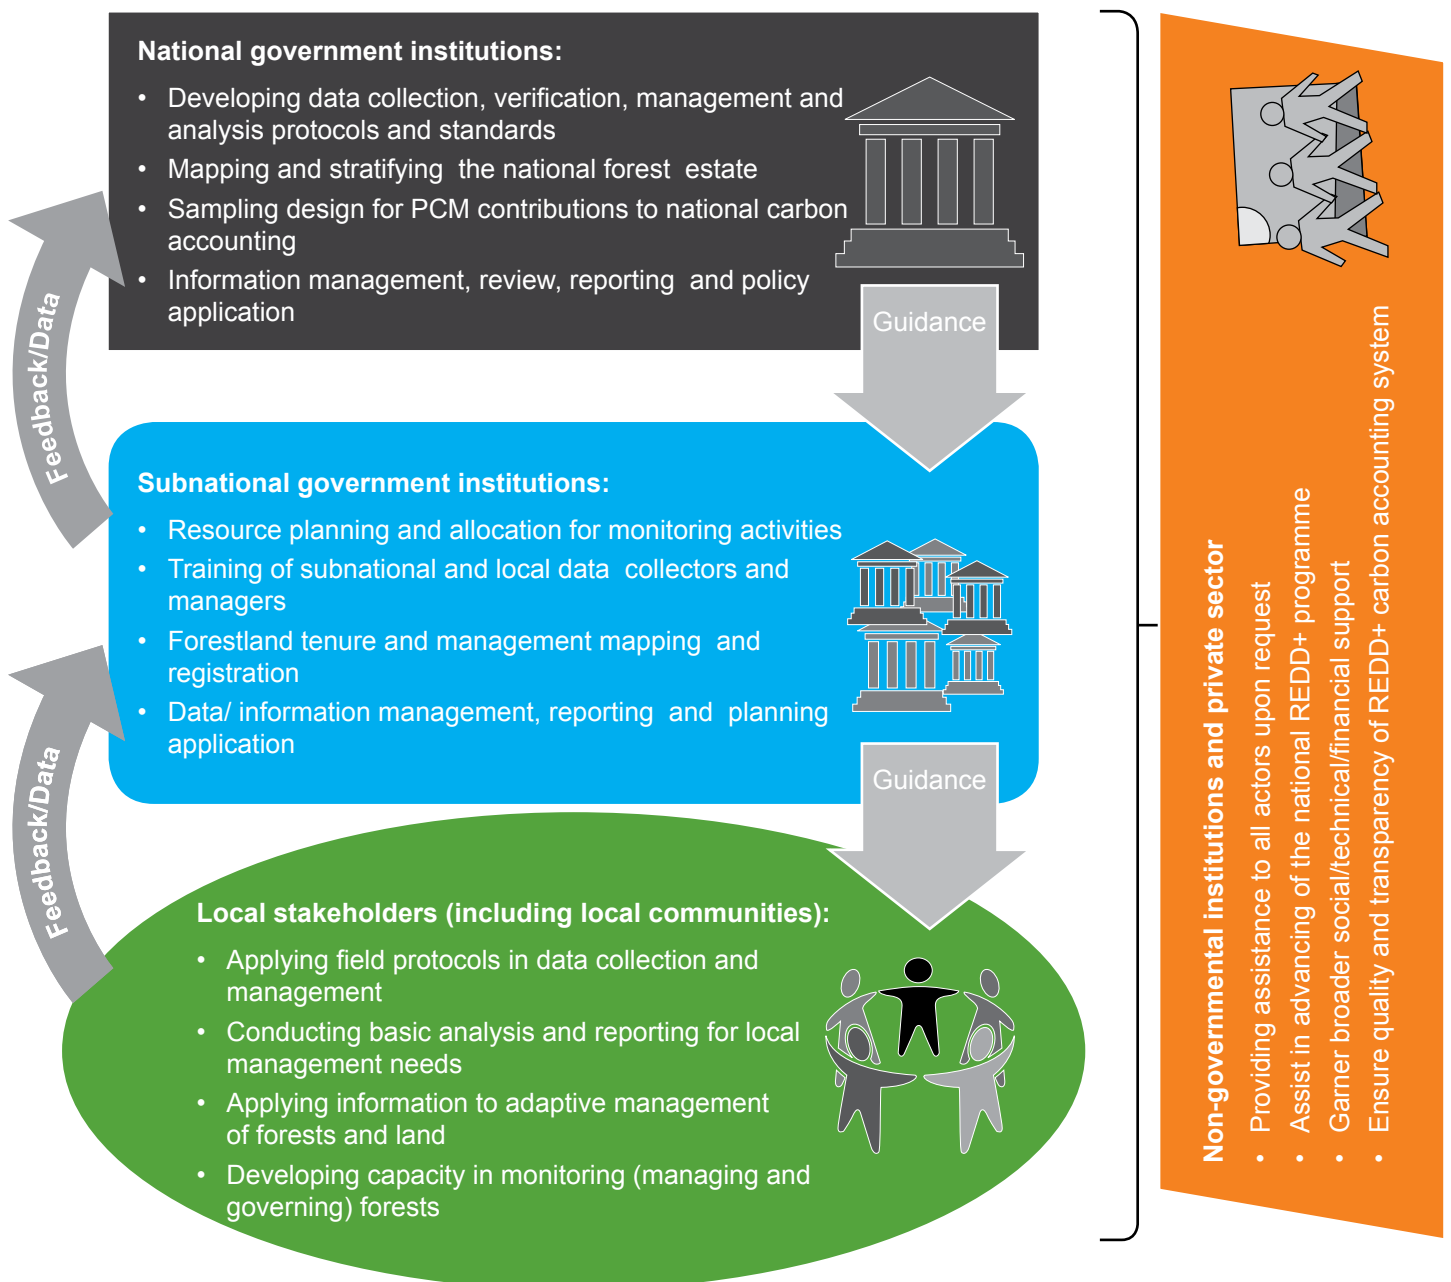 National government institutions:
• Developing data collection, verification, management and
analysis protocols and standards
• Mapping and stratifying the national forest estate
• Sampling design for PCM contributions to national carbon
accounting
• Information management, review, reporting and policy
application
Guidance
Feedback/Data
Subnational government institutions:
• Resource planning and allocation for monitoring activities
• Training of subnational and local data collectors and
managers
• Forestland tenure and management mapping and
registration
• Data/ information management, reporting and planning
application
Guidance
Feedback/Data
Local stakeholders (including local communities):
• Applying field protocols in data collection and
management
• Conducting basic analysis and reporting for local
management needs
• Applying information to adaptive management
of forests and land
• Developing capacity in monitoring (managing and
governing) forests
Non-governmental institutions and private sector
• Providing assistance to all actors upon request
• Assist in advancing of the national REDD+ programme
• Garner broader social/technical/financial support
• Ensure quality and transparency of REDD+ carbon accounting system